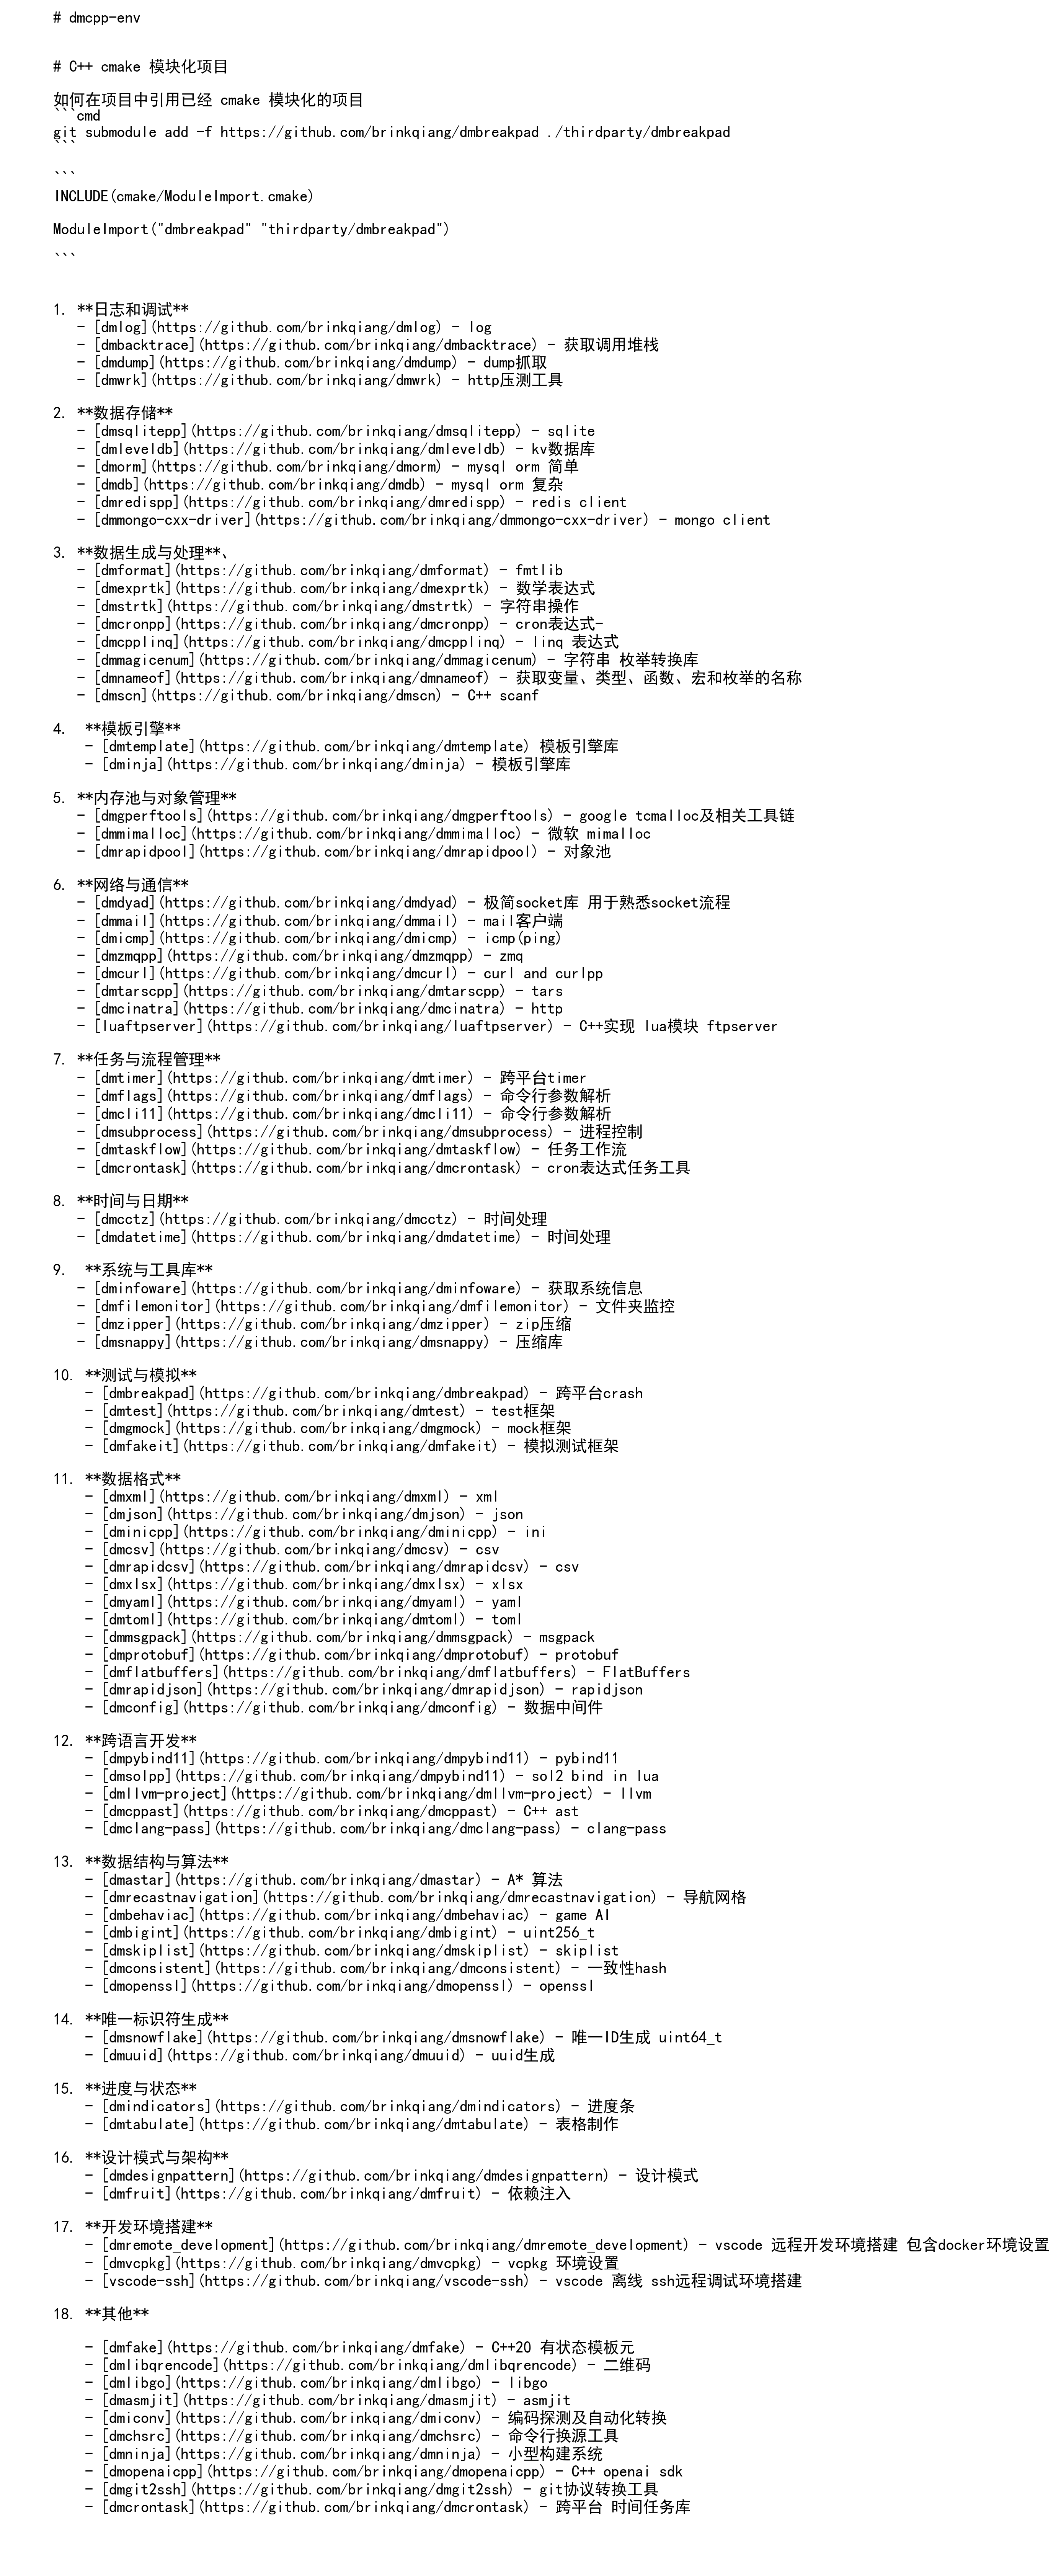 # dmcpp-env
# C++ cmake 模块化项目
如何在项目中引用已经 cmake 模块化的项目
```cmd
git submodule add -f https://github.com/brinkqiang/dmbreakpad ./thirdparty/dmbreakpad
```
```
INCLUDE(cmake/ModuleImport.cmake)
ModuleImport("dmbreakpad" "thirdparty/dmbreakpad")
```
1. **日志和调试**
- [dmlog](https://github.com/brinkqiang/dmlog) - log
- [dmbacktrace](https://github.com/brinkqiang/dmbacktrace) - 获取调用堆栈
- [dmdump](https://github.com/brinkqiang/dmdump) - dump抓取
- [dmwrk](https://github.com/brinkqiang/dmwrk) - http压测工具
2. **数据存储**
- [dmsqlitepp](https://github.com/brinkqiang/dmsqlitepp) - sqlite
- [dmleveldb](https://github.com/brinkqiang/dmleveldb) - kv数据库
- [dmorm](https://github.com/brinkqiang/dmorm) - mysql orm 简单
- [dmdb](https://github.com/brinkqiang/dmdb) - mysql orm 复杂
- [dmredispp](https://github.com/brinkqiang/dmredispp) - redis client
- [dmmongo-cxx-driver](https://github.com/brinkqiang/dmmongo-cxx-driver) - mongo client
3. **数据生成与处理**、
- [dmformat](https://github.com/brinkqiang/dmformat) - fmtlib
- [dmexprtk](https://github.com/brinkqiang/dmexprtk) - 数学表达式
- [dmstrtk](https://github.com/brinkqiang/dmstrtk) - 字符串操作
- [dmcronpp](https://github.com/brinkqiang/dmcronpp) - cron表达式-
- [dmcpplinq](https://github.com/brinkqiang/dmcpplinq) - linq 表达式
- [dmmagicenum](https://github.com/brinkqiang/dmmagicenum) - 字符串 枚举转换库
- [dmnameof](https://github.com/brinkqiang/dmnameof) - 获取变量、类型、函数、宏和枚举的名称
- [dmscn](https://github.com/brinkqiang/dmscn) - C++ scanf
4.  **模板引擎**
- [dmtemplate](https://github.com/brinkqiang/dmtemplate) 模板引擎库
- [dminja](https://github.com/brinkqiang/dminja) - 模板引擎库
5. **内存池与对象管理**
- [dmgperftools](https://github.com/brinkqiang/dmgperftools) - google tcmalloc及相关工具链
- [dmmimalloc](https://github.com/brinkqiang/dmmimalloc) - 微软 mimalloc
- [dmrapidpool](https://github.com/brinkqiang/dmrapidpool) - 对象池
6. **网络与通信**
- [dmdyad](https://github.com/brinkqiang/dmdyad) - 极简socket库 用于熟悉socket流程
- [dmmail](https://github.com/brinkqiang/dmmail) - mail客户端
- [dmicmp](https://github.com/brinkqiang/dmicmp) - icmp(ping)
- [dmzmqpp](https://github.com/brinkqiang/dmzmqpp) - zmq
- [dmcurl](https://github.com/brinkqiang/dmcurl) - curl and curlpp
- [dmtarscpp](https://github.com/brinkqiang/dmtarscpp) - tars
- [dmcinatra](https://github.com/brinkqiang/dmcinatra) - http
- [luaftpserver](https://github.com/brinkqiang/luaftpserver) - C++实现 lua模块 ftpserver
7. **任务与流程管理**
- [dmtimer](https://github.com/brinkqiang/dmtimer) - 跨平台timer
- [dmflags](https://github.com/brinkqiang/dmflags) - 命令行参数解析
- [dmcli11](https://github.com/brinkqiang/dmcli11) - 命令行参数解析
- [dmsubprocess](https://github.com/brinkqiang/dmsubprocess) - 进程控制
- [dmtaskflow](https://github.com/brinkqiang/dmtaskflow) - 任务工作流
- [dmcrontask](https://github.com/brinkqiang/dmcrontask) - cron表达式任务工具
8. **时间与日期**
- [dmcctz](https://github.com/brinkqiang/dmcctz) - 时间处理
- [dmdatetime](https://github.com/brinkqiang/dmdatetime) - 时间处理
9.  **系统与工具库**
- [dminfoware](https://github.com/brinkqiang/dminfoware) - 获取系统信息
- [dmfilemonitor](https://github.com/brinkqiang/dmfilemonitor) - 文件夹监控
- [dmzipper](https://github.com/brinkqiang/dmzipper) - zip压缩
- [dmsnappy](https://github.com/brinkqiang/dmsnappy) - 压缩库
10. **测试与模拟**
- [dmbreakpad](https://github.com/brinkqiang/dmbreakpad) - 跨平台crash
- [dmtest](https://github.com/brinkqiang/dmtest) - test框架
- [dmgmock](https://github.com/brinkqiang/dmgmock) - mock框架
- [dmfakeit](https://github.com/brinkqiang/dmfakeit) - 模拟测试框架
11. **数据格式**
- [dmxml](https://github.com/brinkqiang/dmxml) - xml
- [dmjson](https://github.com/brinkqiang/dmjson) - json
- [dminicpp](https://github.com/brinkqiang/dminicpp) - ini
- [dmcsv](https://github.com/brinkqiang/dmcsv) - csv
- [dmrapidcsv](https://github.com/brinkqiang/dmrapidcsv) - csv
- [dmxlsx](https://github.com/brinkqiang/dmxlsx) - xlsx
- [dmyaml](https://github.com/brinkqiang/dmyaml) - yaml
- [dmtoml](https://github.com/brinkqiang/dmtoml) - toml
- [dmmsgpack](https://github.com/brinkqiang/dmmsgpack) - msgpack
- [dmprotobuf](https://github.com/brinkqiang/dmprotobuf) - protobuf
- [dmflatbuffers](https://github.com/brinkqiang/dmflatbuffers) - FlatBuffers
- [dmrapidjson](https://github.com/brinkqiang/dmrapidjson) - rapidjson
- [dmconfig](https://github.com/brinkqiang/dmconfig) - 数据中间件
12. **跨语言开发**
- [dmpybind11](https://github.com/brinkqiang/dmpybind11) - pybind11
- [dmsolpp](https://github.com/brinkqiang/dmpybind11) - sol2 bind in lua
- [dmllvm-project](https://github.com/brinkqiang/dmllvm-project) - llvm
- [dmcppast](https://github.com/brinkqiang/dmcppast) - C++ ast
- [dmclang-pass](https://github.com/brinkqiang/dmclang-pass) - clang-pass
13. **数据结构与算法**
- [dmastar](https://github.com/brinkqiang/dmastar) - A* 算法
- [dmrecastnavigation](https://github.com/brinkqiang/dmrecastnavigation) - 导航网格
- [dmbehaviac](https://github.com/brinkqiang/dmbehaviac) - game AI
- [dmbigint](https://github.com/brinkqiang/dmbigint) - uint256_t
- [dmskiplist](https://github.com/brinkqiang/dmskiplist) - skiplist
- [dmconsistent](https://github.com/brinkqiang/dmconsistent) - 一致性hash
- [dmopenssl](https://github.com/brinkqiang/dmopenssl) - openssl
14. **唯一标识符生成**
- [dmsnowflake](https://github.com/brinkqiang/dmsnowflake) - 唯一ID生成 uint64_t
- [dmuuid](https://github.com/brinkqiang/dmuuid) - uuid生成
15. **进度与状态**
- [dmindicators](https://github.com/brinkqiang/dmindicators) - 进度条
- [dmtabulate](https://github.com/brinkqiang/dmtabulate) - 表格制作
16. **设计模式与架构**
- [dmdesignpattern](https://github.com/brinkqiang/dmdesignpattern) - 设计模式
- [dmfruit](https://github.com/brinkqiang/dmfruit) - 依赖注入
17. **开发环境搭建**
- [dmremote_development](https://github.com/brinkqiang/dmremote_development) - vscode 远程开发环境搭建 包含docker环境设置
- [dmvcpkg](https://github.com/brinkqiang/dmvcpkg) - vcpkg 环境设置
- [vscode-ssh](https://github.com/brinkqiang/vscode-ssh) - vscode 离线 ssh远程调试环境搭建
18. **其他**
- [dmfake](https://github.com/brinkqiang/dmfake) - C++20 有状态模板元
- [dmlibqrencode](https://github.com/brinkqiang/dmlibqrencode) - 二维码
- [dmlibgo](https://github.com/brinkqiang/dmlibgo) - libgo
- [dmasmjit](https://github.com/brinkqiang/dmasmjit) - asmjit
- [dmiconv](https://github.com/brinkqiang/dmiconv) - 编码探测及自动化转换
- [dmchsrc](https://github.com/brinkqiang/dmchsrc) - 命令行换源工具
- [dmninja](https://github.com/brinkqiang/dmninja) - 小型构建系统
- [dmopenaicpp](https://github.com/brinkqiang/dmopenaicpp) - C++ openai sdk
- [dmgit2ssh](https://github.com/brinkqiang/dmgit2ssh) - git协议转换工具
- [dmcrontask](https://github.com/brinkqiang/dmcrontask) - 跨平台 时间任务库